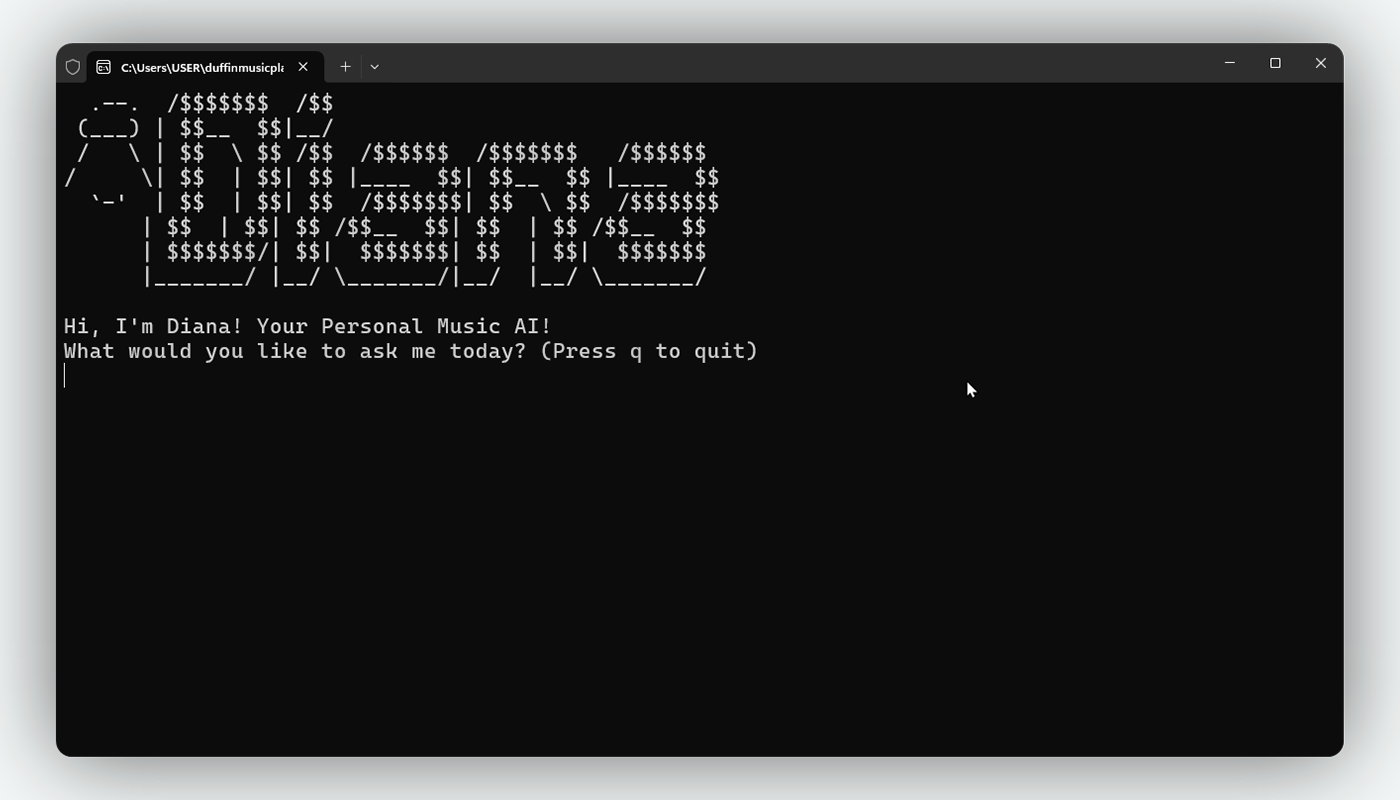 C:\Users\USER\duffinmusicpla
   .--.  /$$$$$$$  /$$
 (___) | $$__  $$|__/
 /   \ | $$  \ $$ /$$  /$$$$$$  /$$$$$$$   /$$$$$$
/     \| $$  | $$| $$ |____  $$| $$__  $$ |____  $$
  `-'  | $$  | $$| $$  /$$$$$$$| $$  \ $$  /$$$$$$$
      | $$  | $$| $$ /$$__  $$| $$  | $$ /$$__  $$
      | $$$$$$$/| $$|  $$$$$$$| $$  | $$|  $$$$$$$
      |_______/ |__/ \_______/|__/  |__/ \_______/
Hi, I'm Diana! Your Personal Music AI!
What would you like to ask me today? (Press q to quit)